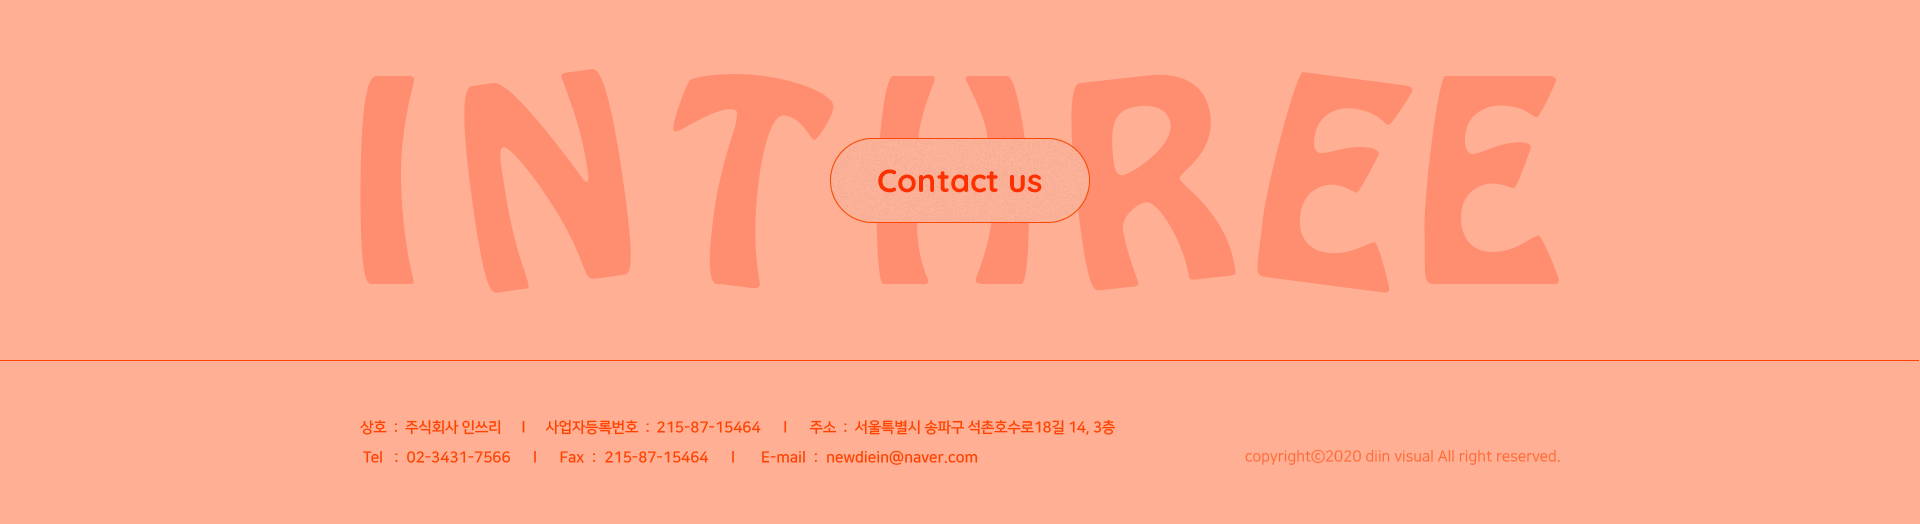 INTHREE
Contact us
상호 : 주식회사 인쓰리 | 사업자등록번호 : 215-87-15464 | 주소 : 서울특별시 송파구 석촌호수로18길 14, 3층
Tel : 02-3431-7566 | Fax : 215-87-15464 | E-mail : newdiein@naver.com
copyrightⓒ2020 diin visual All right reserved.